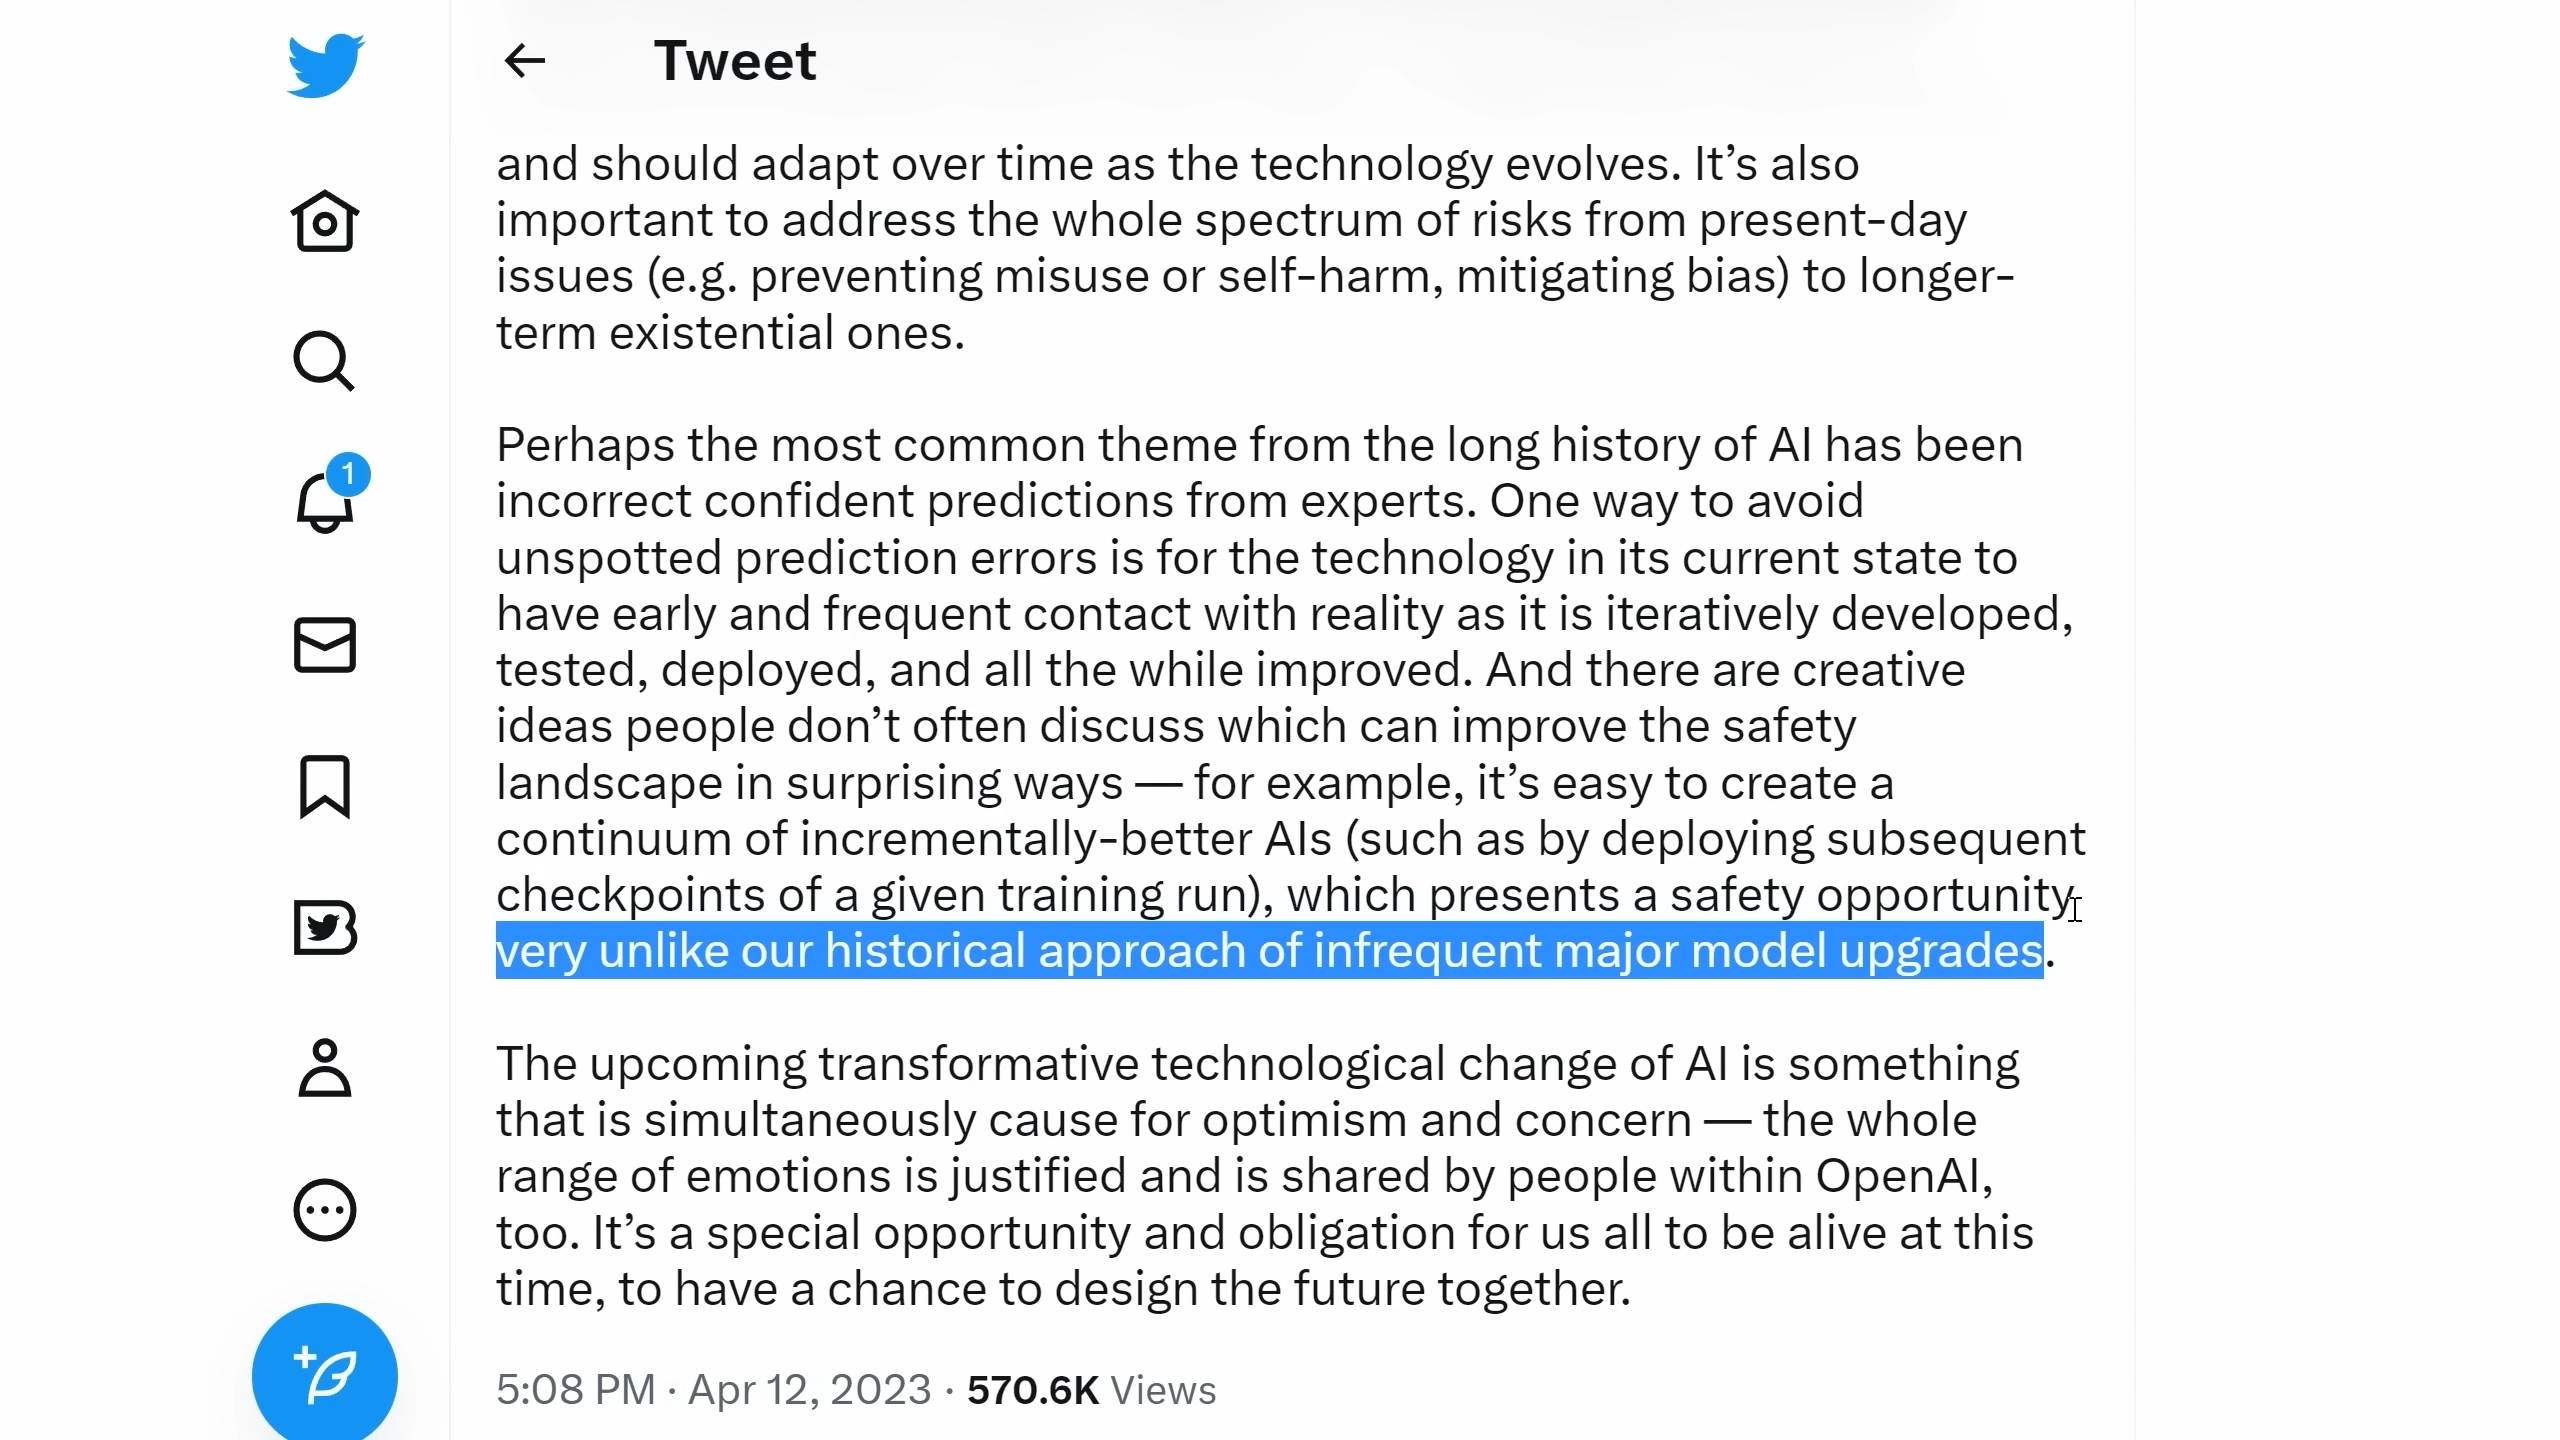 Tweet
and should adapt over time as the technology evolves. It’s also
important to address the whole spectrum of risks from present-day
issues (e.g. preventing misuse or self-harm, mitigating bias) to longer-
term existential ones.
Perhaps the most common theme from the long history of AI has been
incorrect confident predictions from experts. One way to avoid
unspotted prediction errors is for the technology in its current state to
have early and frequent contact with reality as it is iteratively developed,
tested, deployed, and all the while improved. And there are creative
ideas people don’t often discuss which can improve the safety
landscape in surprising ways — for example, it’s easy to create a
continuum of incrementally-better AIs (such as by deploying subsequent
checkpoints of a given training run), which presents a safety opportunity
very unlike our historical approach of infrequent major model upgrades.
The upcoming transformative technological change of AI is something
that is simultaneously cause for optimism and concern — the whole
range of emotions is justified and is shared by people within OpenAI,
too. It’s a special opportunity and obligation for us all to be alive at this
time, to have a chance to design the future together.
5:08 PM · Apr 12, 2023 · 570.6K Views
1